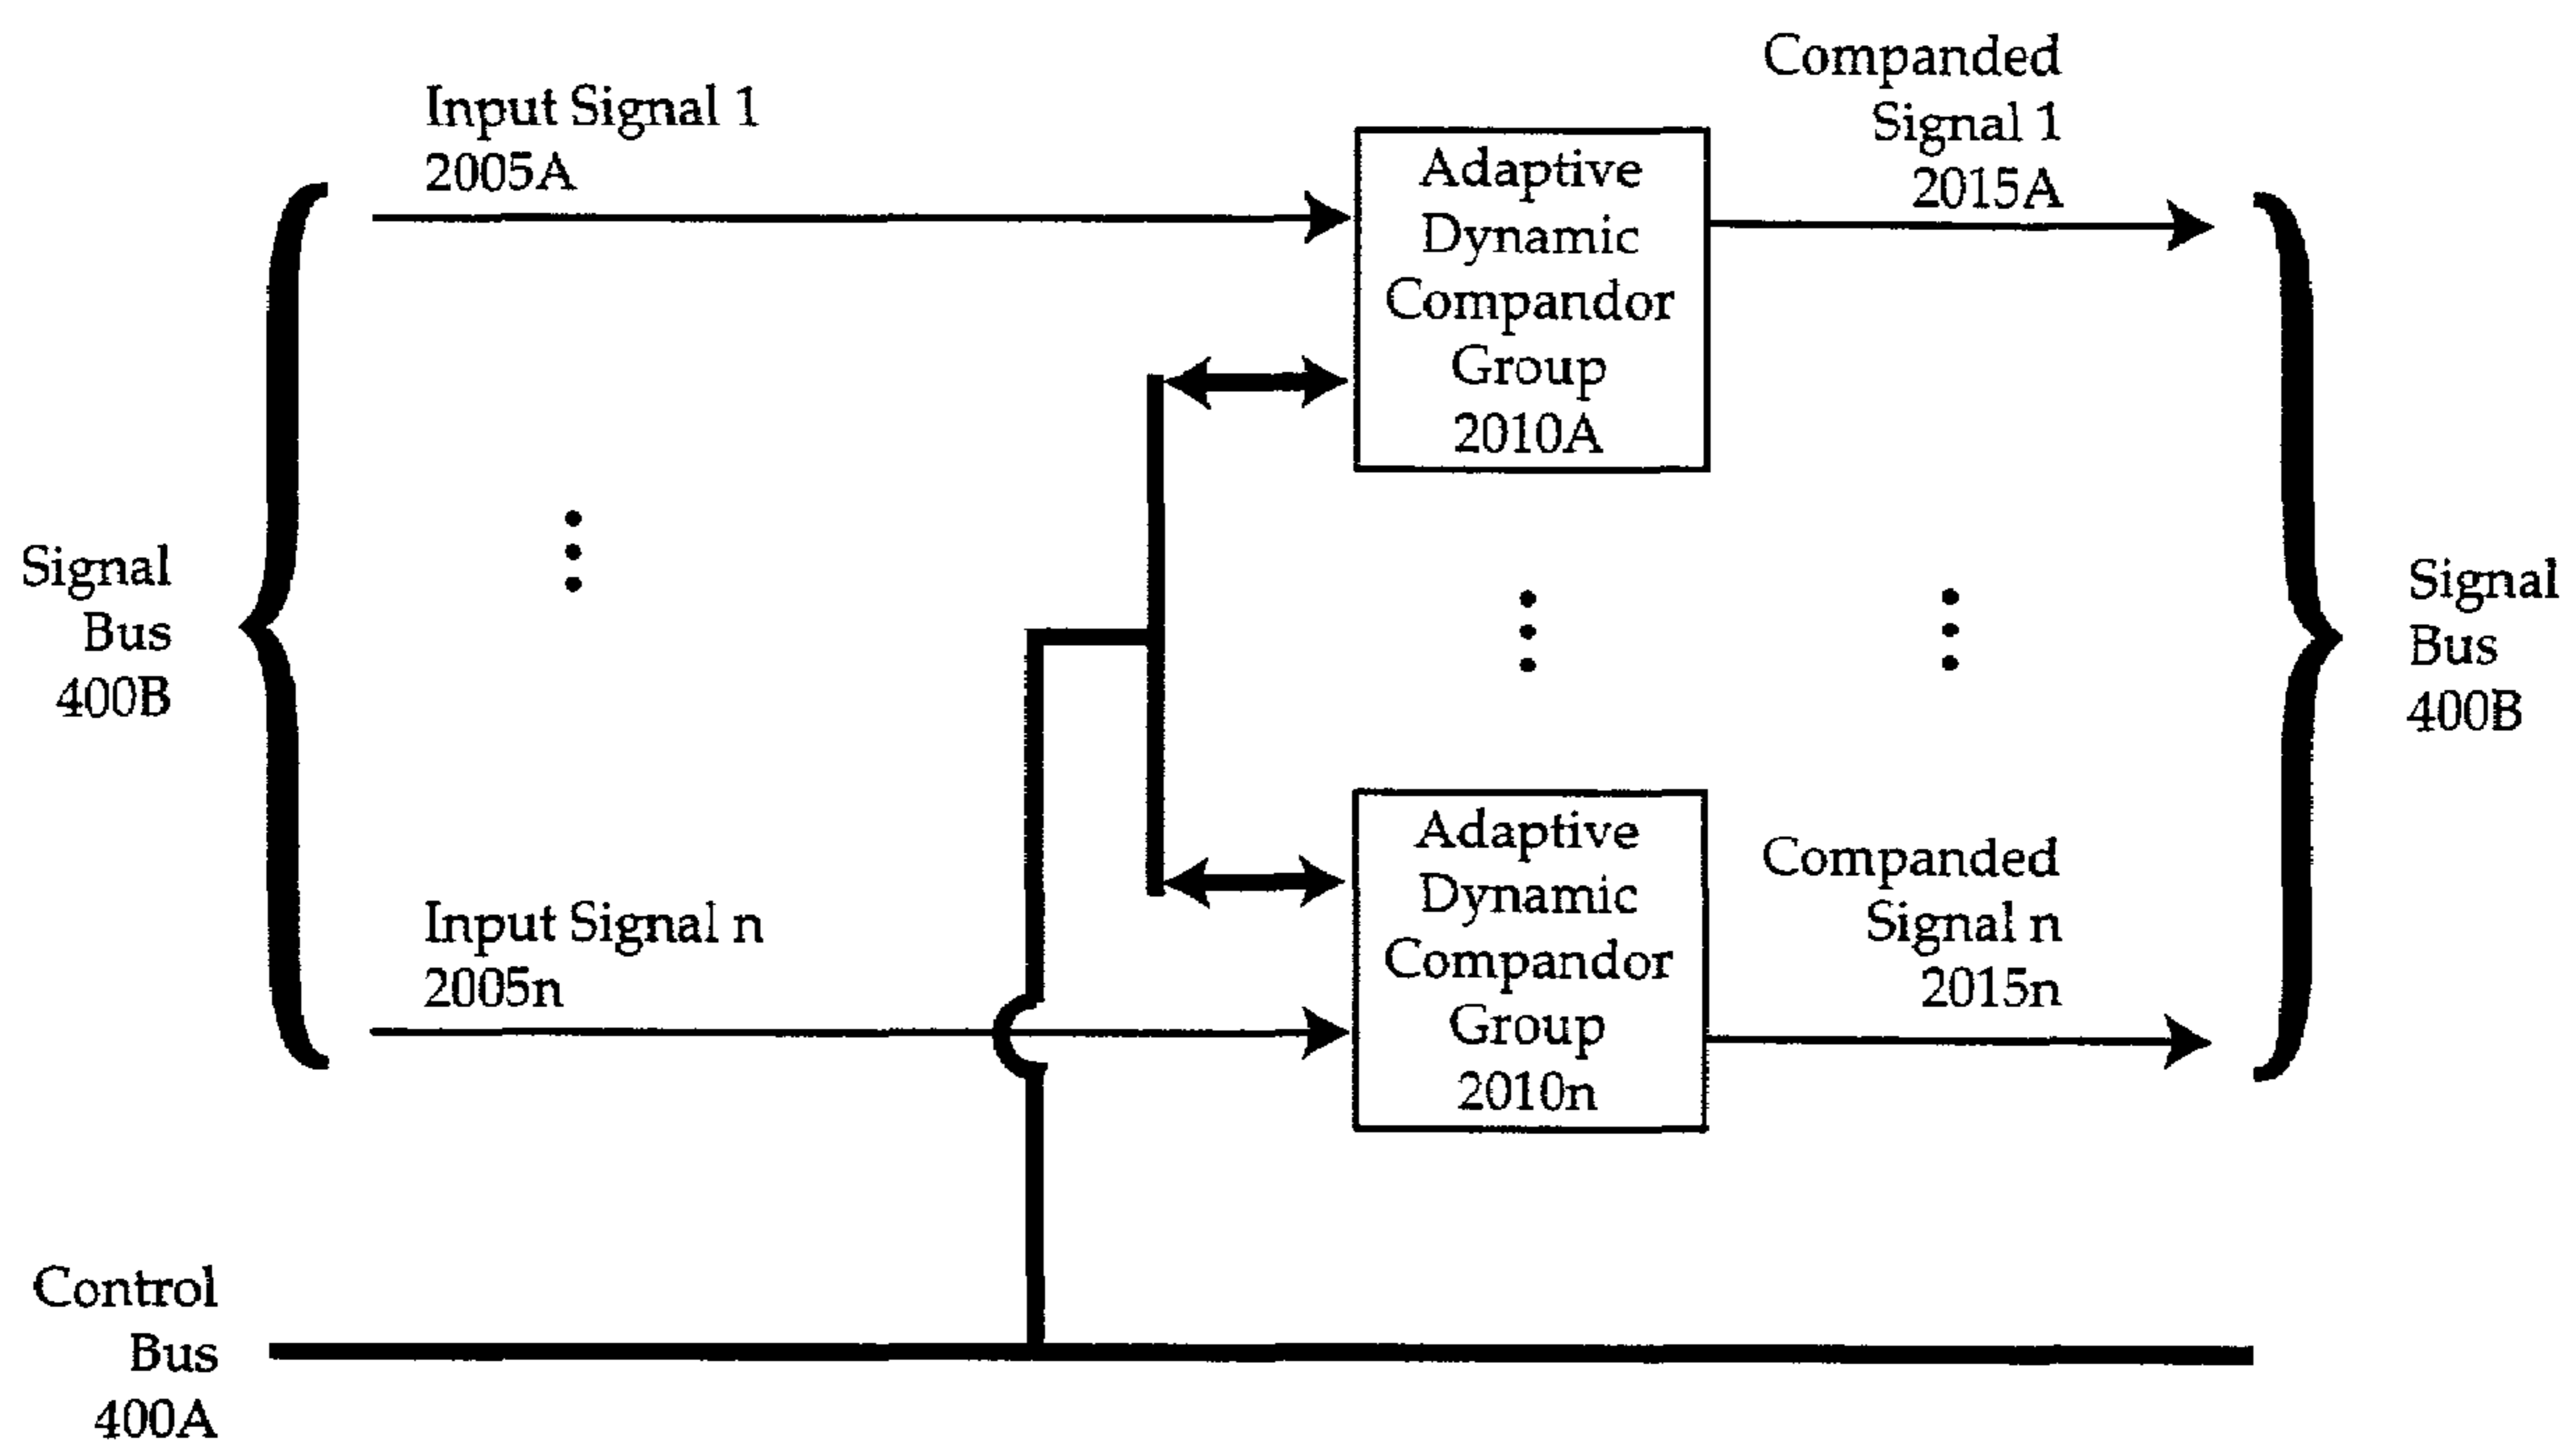 Input Signal 1
2005A
Companded
Signal 1
2015A
Adaptive
Dynamic
Compandor
Group
2010A
Signal
Bus
400B
Signal
Bus
400B
Input Signal n
2005n
Adaptive
Dynamic
Compandor
Group
2010n
Companded
Signal n
2015n
Control
Bus
400A